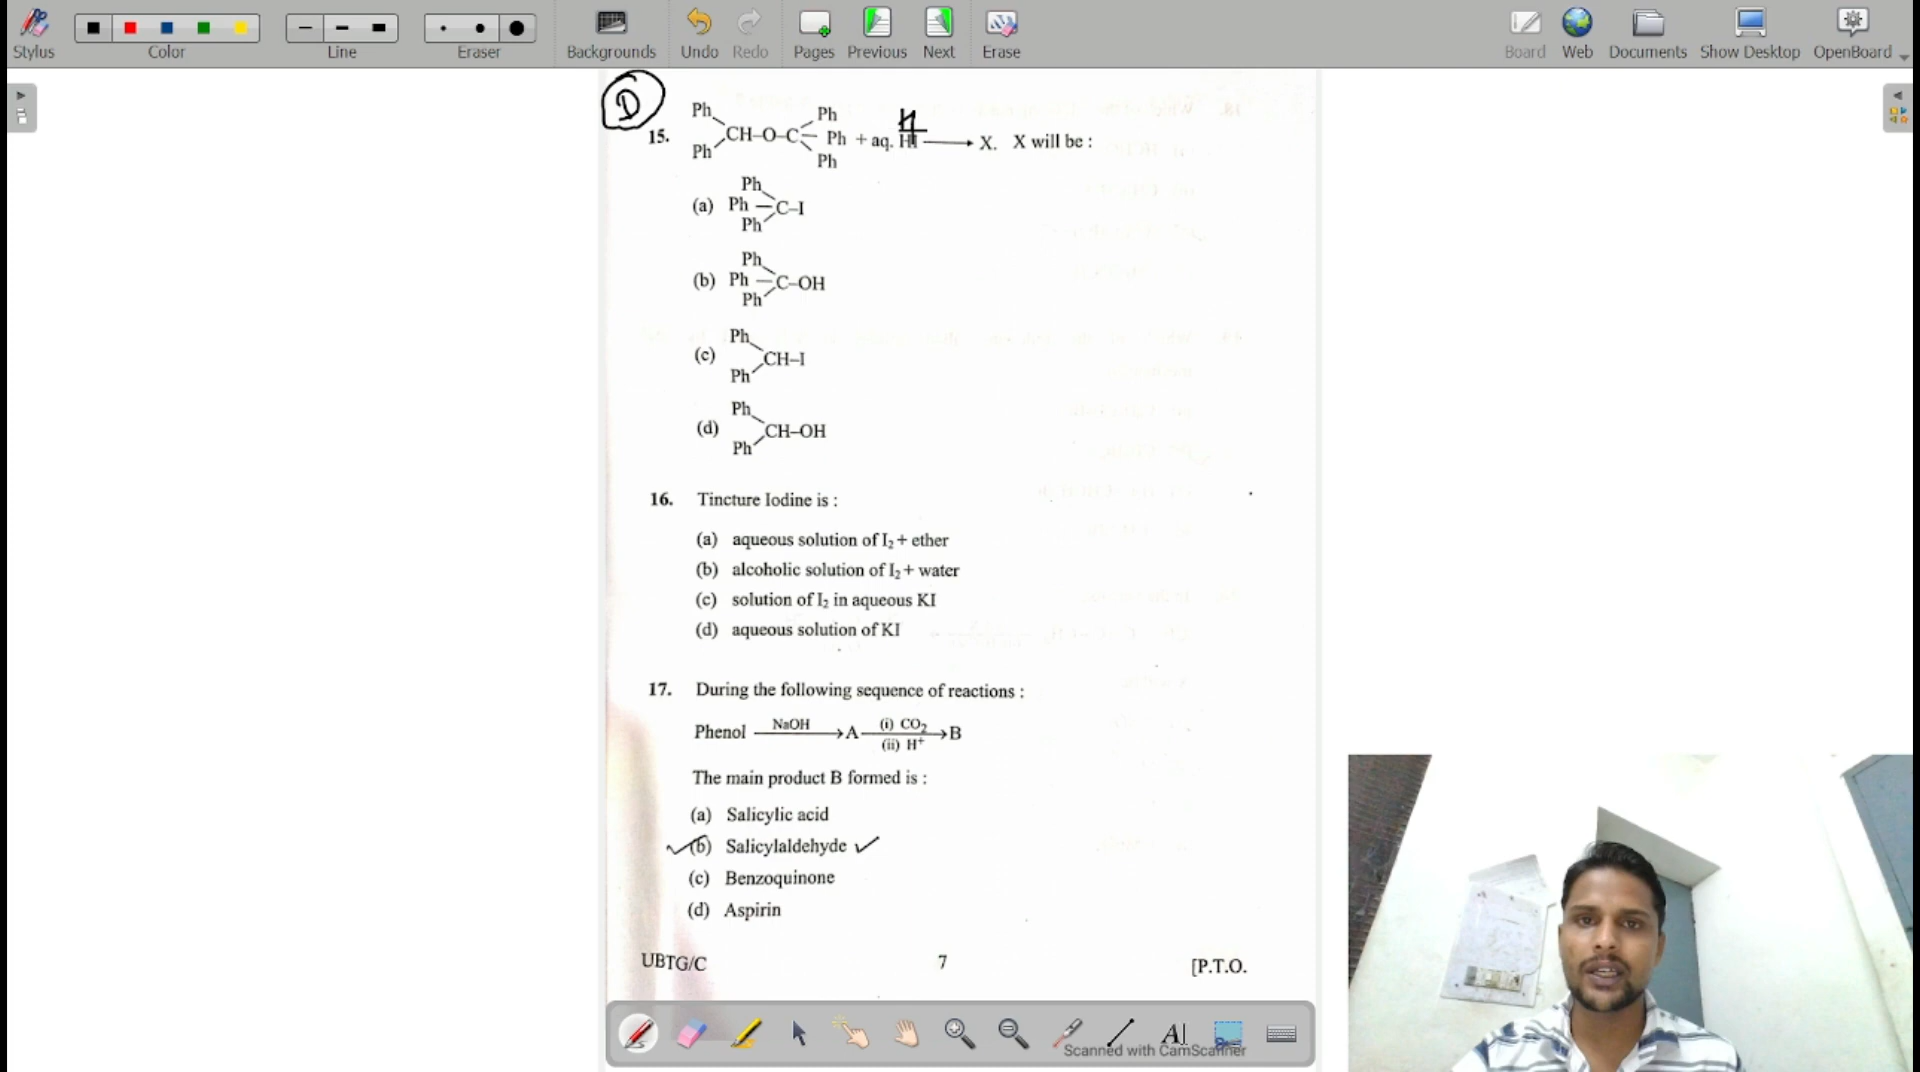 Stylus Color Line Eraser Backgrounds Undo Redo Pages Previous Next Erase Board Web Documents Show Desktop OpenBoard
D
15. Ph Ph CH–O–C Ph Ph Ph + aq. HI → X. X will be :
(a) Ph Ph Ph C–I
(b) Ph Ph Ph C–OH
(c) Ph Ph CH–I
(d) Ph Ph CH–OH
16. Tincture Iodine is :
(a) aqueous solution of I₂ + ether
(b) alcoholic solution of I₂ + water
(c) solution of I₂ in aqueous KI
(d) aqueous solution of KI
17. During the following sequence of reactions :
Phenol NaOH → A (i) CO₂ (ii) H⁺ → B
The main product B formed is :
(a) Salicylic acid
(b) Salicylaldehyde
(c) Benzoquinone
(d) Aspirin
UBTG/C 7 [P.T.O.
Scanned with CamScanner